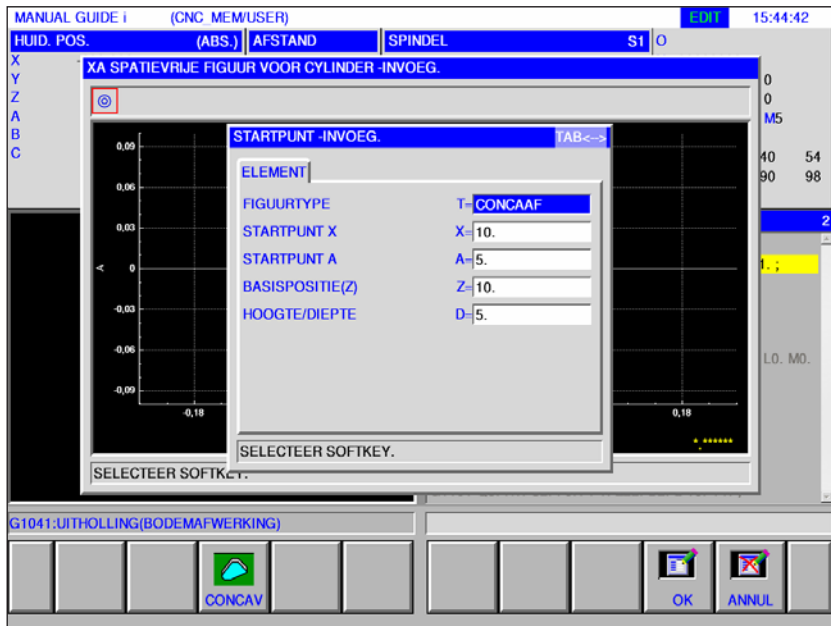 MANUAL GUIDE i (CNC_MEM/USER) EDIT 15:44:42
HUID. POS. (ABS.) AFSTAND SPINDEL S1 O
X
Y
Z
A
B
C
0
0
M5
40 54
90 98
2
1. ;
L0. M0.
XA SPATIEVRIJE FIGUUR VOOR CYLINDER -INVOEG.
0,09
0,06
0,03
A 0
-0,03
-0,06
-0,09
-0,18 0,18
*.******
STARTPUNT -INVOEG. TAB<-->
ELEMENT
FIGUURTYPE T= CONCAAF
STARTPUNT X X= 10.
STARTPUNT A A= 5.
BASISPOSITIE(Z) Z= 10.
HOOGTE/DIEPTE D= 5.
SELECTEER SOFTKEY.
SELECTEER SOFTKEY.
G1041:UITHOLLING(BODEMAFWERKING)
CONCAV OK ANNUL